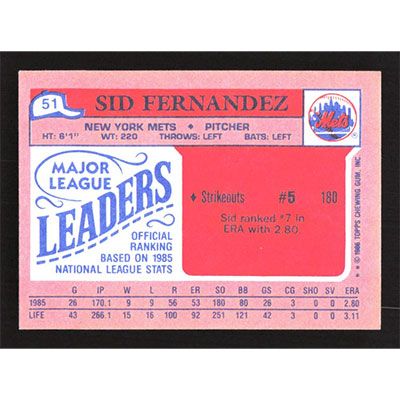 51 SID FERNANDEZ Mets
NEW YORK METS ♦ PITCHER
HT: 6'1" WT: 220 THROWS: LEFT BATS: LEFT
MAJOR
LEAGUE
LEADERS
OFFICIAL
RANKING
BASED ON 1985
NATIONAL LEAGUE STATS
♦ Strikeouts #5 180
Sid ranked #7 in
ERA with 2.80
© 1986 TOPPS CHEWING GUM, INC.
G IP W L R ER SO BB GS CG SHO SV ERA
1985 26 170.1 9 9 56 53 180 80 26 3 0 0 2.80
LIFE 43 266.1 15 16 100 92 251 121 42 3 0 0 3.11